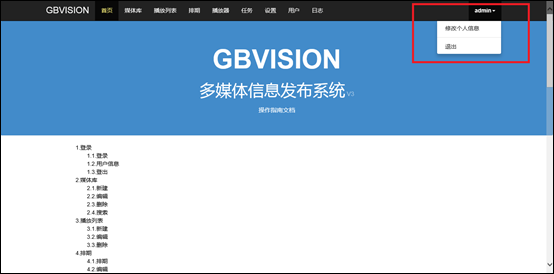 GBVISION 首页 媒体库 播放列表 排期 播放器 任务 设置 用户 日志 admin
修改个人信息
退出
GBVISION
多媒体信息发布系统 V3
操作指南文档
1.登录
1.1.登录
1.2.用户信息
1.3.登出
2.媒体库
2.1.新建
2.2.编辑
2.3.删除
2.4.搜索
3.播放列表
3.1.新建
3.2.编辑
3.3.删除
4.排期
4.1.排期
4.2.编辑